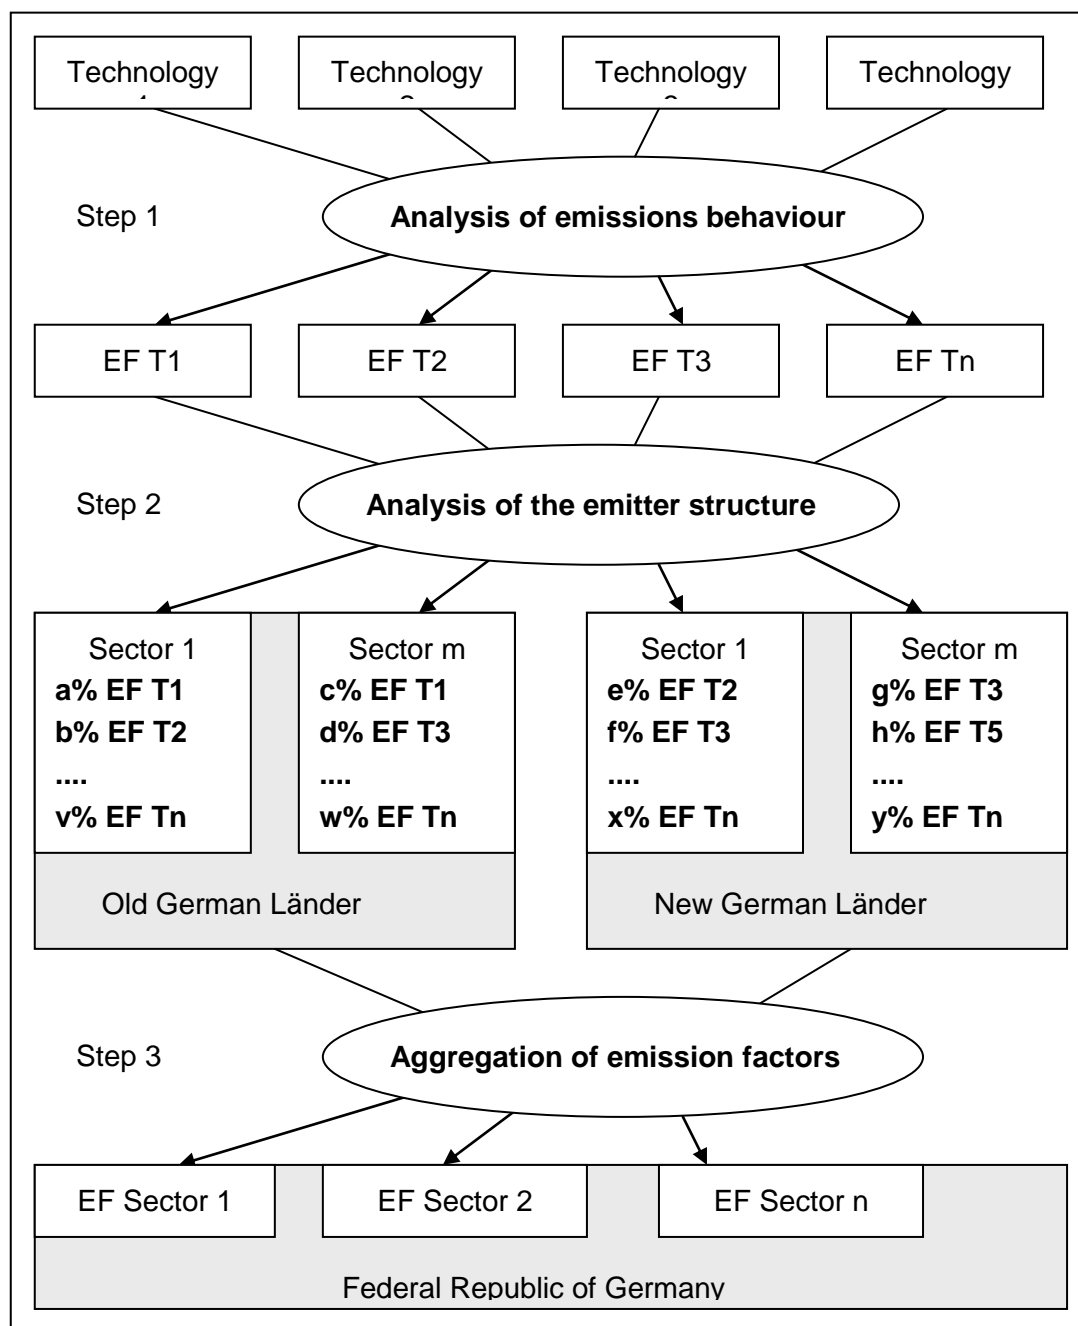 Technology
Technology
Technology
Technology
Step 1
Analysis of emissions behaviour
EF T1
EF T2
EF T3
EF Tn
Step 2
Analysis of the emitter structure
Sector 1
a% EF T1
b% EF T2
....
v% EF Tn
Sector m
c% EF T1
d% EF T3
....
w% EF Tn
Old German Länder
Sector 1
e% EF T2
f% EF T3
....
x% EF Tn
Sector m
g% EF T3
h% EF T5
....
y% EF Tn
New German Länder
Step 3
Aggregation of emission factors
EF Sector 1
EF Sector 2
EF Sector n
Federal Republic of Germany